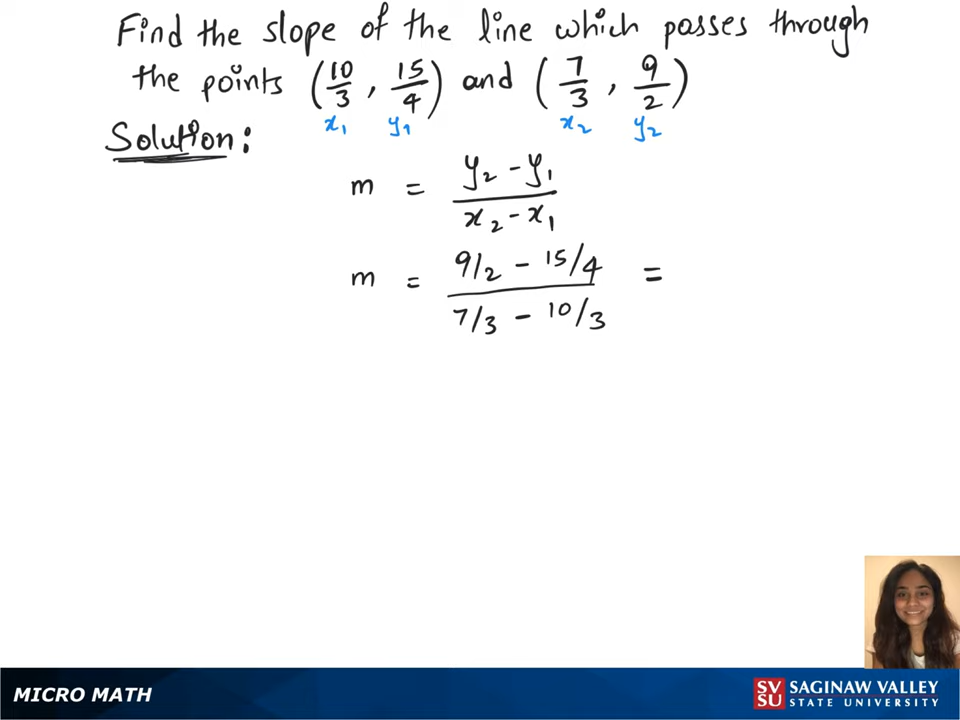 Find the slope of the line which passes through
the points (10/3, 15/4) and (7/3, 9/2)
x₁ y₁ x₂ y₂
Solution:
m = (y₂ - y₁)/(x₂ - x₁)
m = (9/2 - 15/4)/(7/3 - 10/3) =
MICRO MATH
SV SU SAGINAW VALLEY
STATE UNIVERSITY